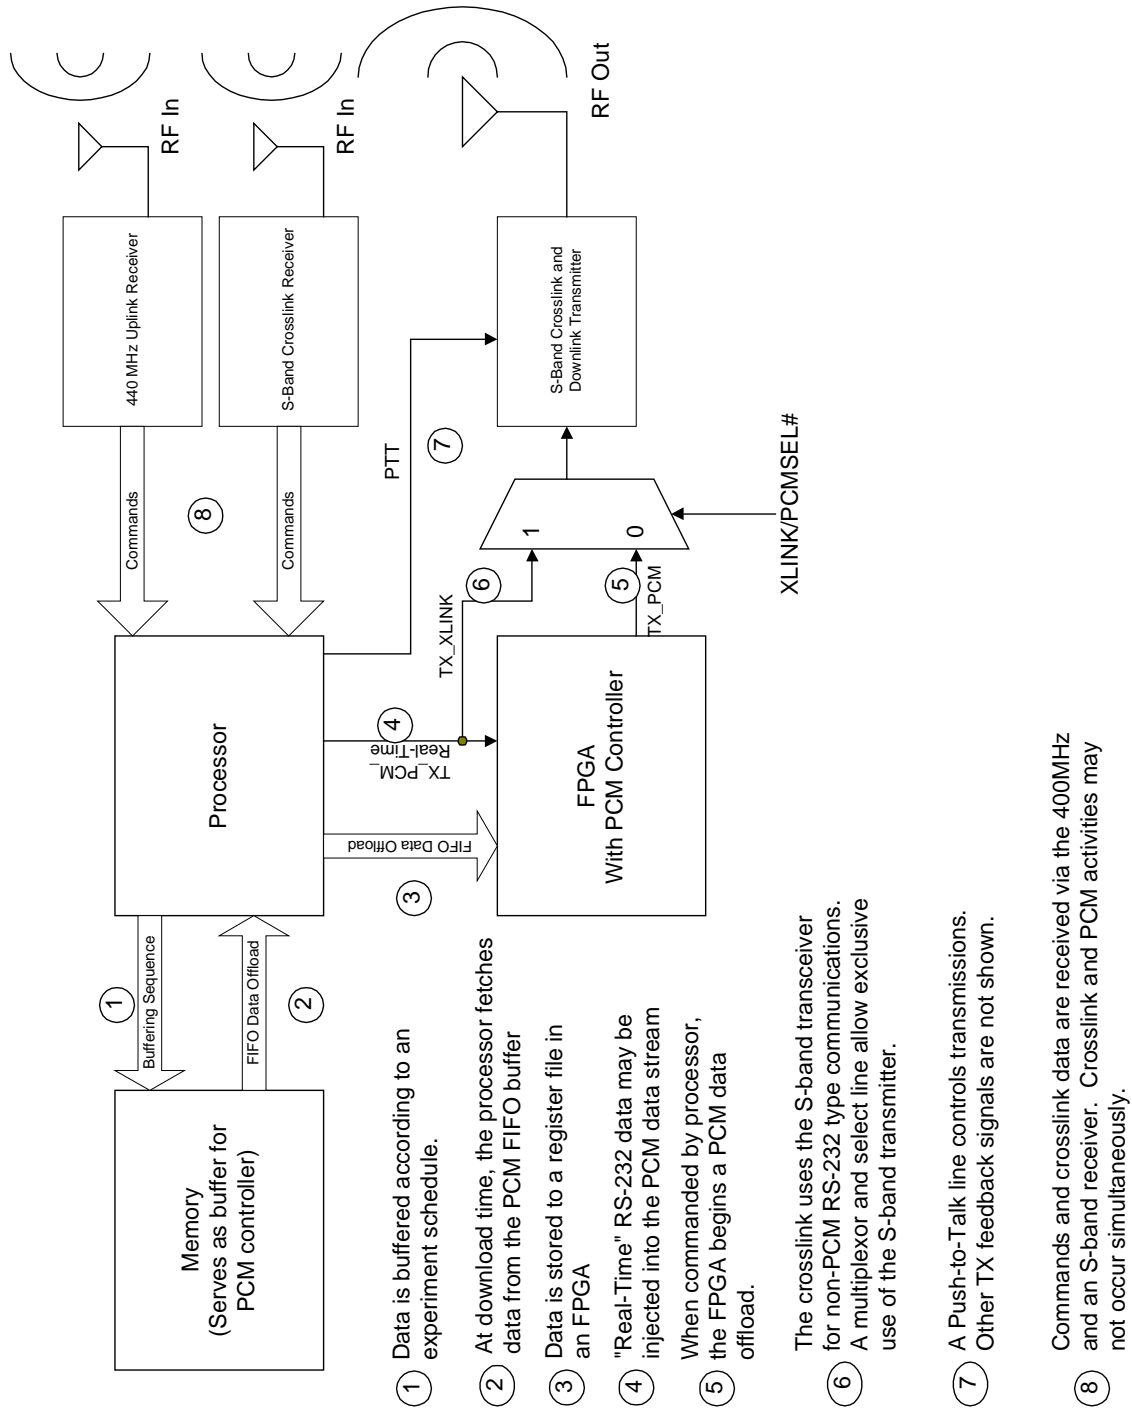 Memory
(Serves as buffer for
PCM controller)
1
Buffering Sequence
FIFO Data Offload
2
Processor
Commands
8
Commands
440 MHz Uplink Receiver
S-Band Crosslink Receiver
RF In
RF In
3
FIFO Data Offload
TX_PCM_
Real-Time
4
PTT
7
TX_XLINK
6
FPGA
With PCM Controller
5
TX_PCM
1
0
XLINK/PCMSEL#
S-Band Crosslink and
Downlink Transmitter
RF Out
1
Data is buffered according to an
experiment schedule.
2
At download time, the processor fetches
data from the PCM FIFO buffer
3
Data is stored to a register file in
an FPGA
4
"Real-Time" RS-232 data may be
injected into the PCM data stream
5
When commanded by processor,
the FPGA begins a PCM data
offload.
6
The crosslink uses the S-band transceiver
for non-PCM RS-232 type communications.
A multiplexor and select line allow exclusive
use of the S-band transmitter.
7
A Push-to-Talk line controls transmissions.
Other TX feedback signals are not shown.
8
Commands and crosslink data are received via the 400MHz
and an S-band receiver. Crosslink and PCM activities may
not occur simultaneously.